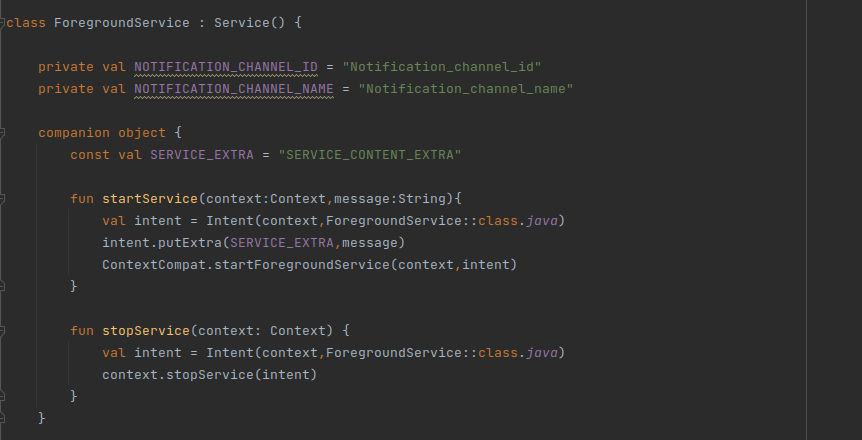 class ForegroundService : Service() {
private val NOTIFICATION_CHANNEL_ID = "Notification_channel_id"
private val NOTIFICATION_CHANNEL_NAME = "Notification_channel_name"
companion object {
const val SERVICE_EXTRA = "SERVICE_CONTENT_EXTRA"
fun startService(context:Context,message:String){
val intent = Intent(context,ForegroundService::class.java)
intent.putExtra(SERVICE_EXTRA,message)
ContextCompat.startForegroundService(context,intent)
}
fun stopService(context: Context) {
val intent = Intent(context,ForegroundService::class.java)
context.stopService(intent)
}
}